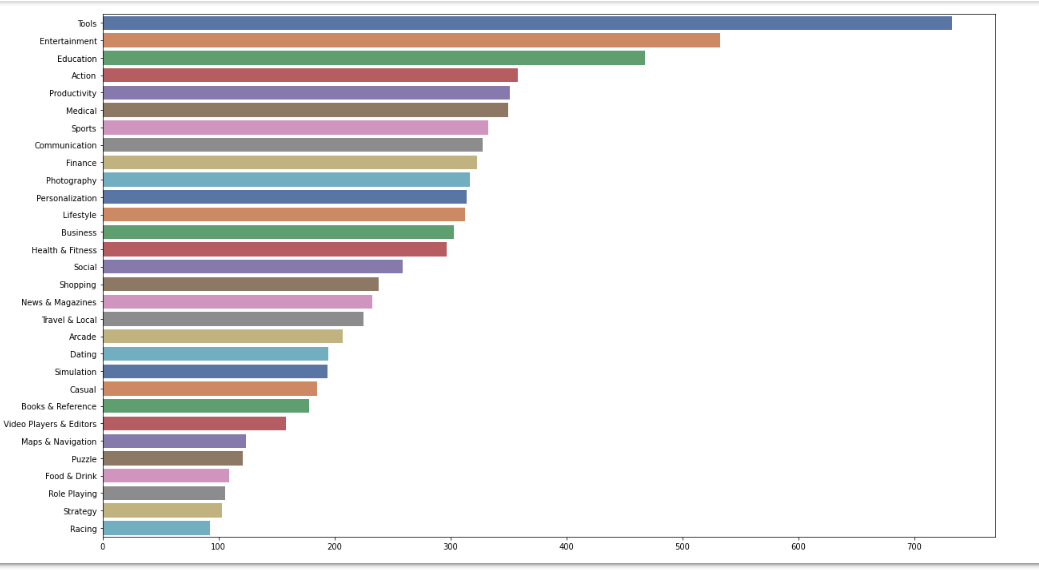 Tools
Entertainment
Education
Action
Productivity
Medical
Sports
Communication
Finance
Photography
Personalization
Lifestyle
Business
Health & Fitness
Social
Shopping
News & Magazines
Travel & Local
Arcade
Dating
Simulation
Casual
Books & Reference
Video Players & Editors
Maps & Navigation
Puzzle
Food & Drink
Role Playing
Strategy
Racing
0 100 200 300 400 500 600 700